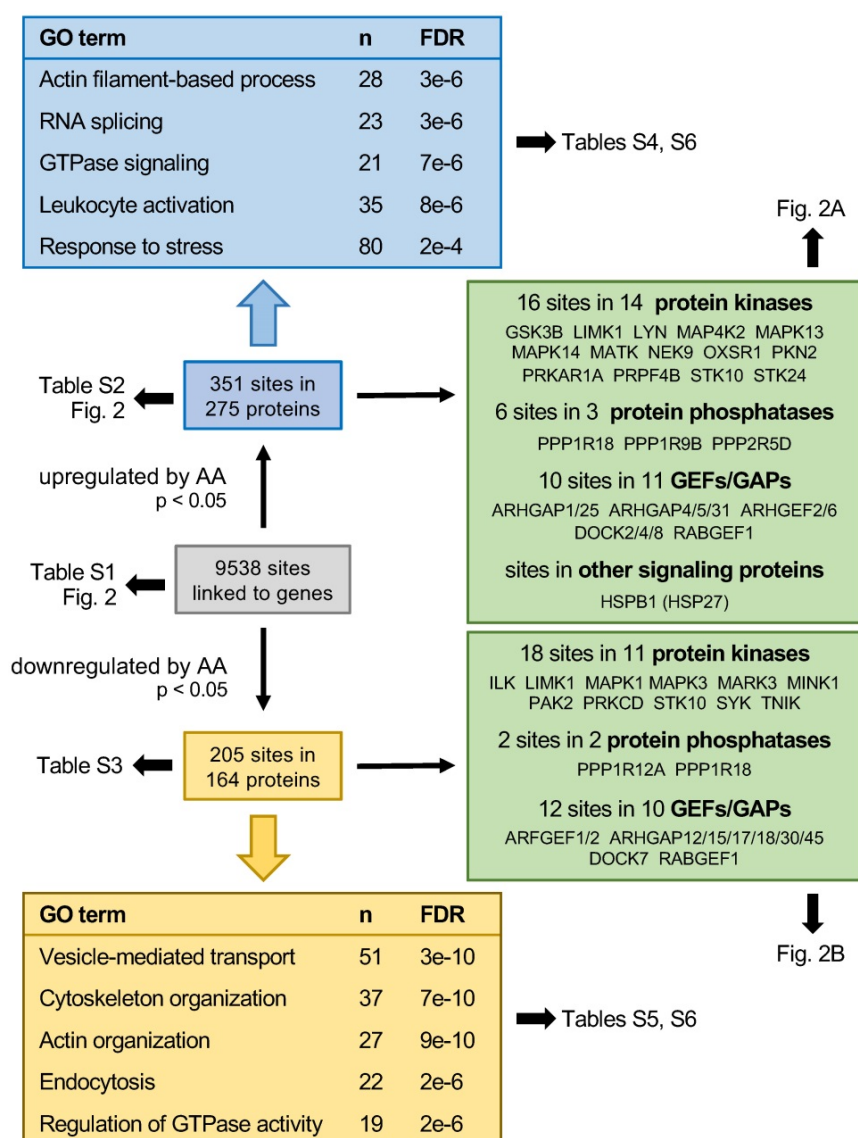 GO term n FDR
Actin filament-based process 28 3e-6
RNA splicing 23 3e-6
GTPase signaling 21 7e-6
Leukocyte activation 35 8e-6
Response to stress 80 2e-4
Tables S4, S6
Fig. 2A
16 sites in 14 protein kinases
GSK3B LIMK1 LYN MAP4K2 MAPK13
MAPK14 MATK NEK9 OXSR1 PKN2
PRKAR1A PRPF4B STK10 STK24
6 sites in 3 protein phosphatases
PPP1R18 PPP1R9B PPP2R5D
10 sites in 11 GEFs/GAPs
ARHGAP1/25 ARHGAP4/5/31 ARHGEF2/6
DOCK2/4/8 RABGEF1
sites in other signaling proteins
HSPB1 (HSP27)
Table S2
Fig. 2
351 sites in
275 proteins
upregulated by AA
p < 0.05
Table S1
Fig. 2
9538 sites
linked to genes
downregulated by AA
p < 0.05
Table S3
205 sites in
164 proteins
18 sites in 11 protein kinases
ILK LIMK1 MAPK1 MAPK3 MARK3 MINK1
PAK2 PRKCD STK10 SYK TNIK
2 sites in 2 protein phosphatases
PPP1R12A PPP1R18
12 sites in 10 GEFs/GAPs
ARFGEF1/2 ARHGAP12/15/17/18/30/45
DOCK7 RABGEF1
Fig. 2B
GO term n FDR
Vesicle-mediated transport 51 3e-10
Cytoskeleton organization 37 7e-10
Actin organization 27 9e-10
Endocytosis 22 2e-6
Regulation of GTPase activity 19 2e-6
Tables S5, S6